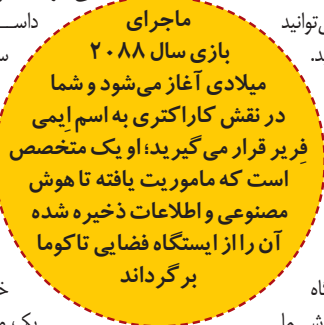 ماجرای
بازی سال ۲۰۸۸
میلادی آغاز می‌شود و شما
در نقش کاراکتری به اسم اِیمی
فِریر قرار می گیرید؛ او یک متخصص
است که ماموریت یافته تا هوش
مصنوعی و اطلاعات ذخیره شده
آن را از ایستگاه فضایی تاکوما
بر گرداند